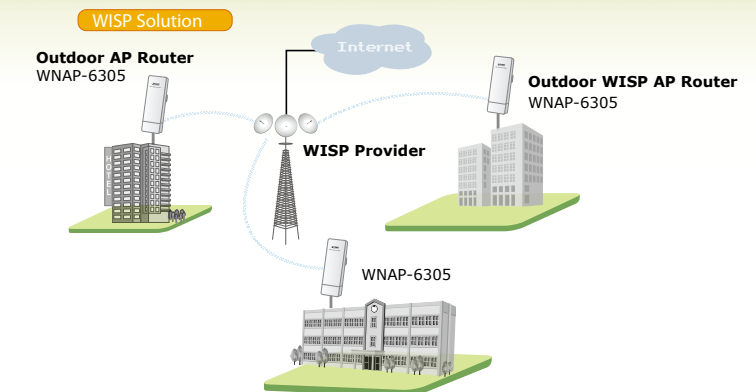 WISP Solution
Internet
Outdoor AP Router
WNAP-6305
Outdoor WISP AP Router
WNAP-6305
WISP Provider
HOTEL
WNAP-6305